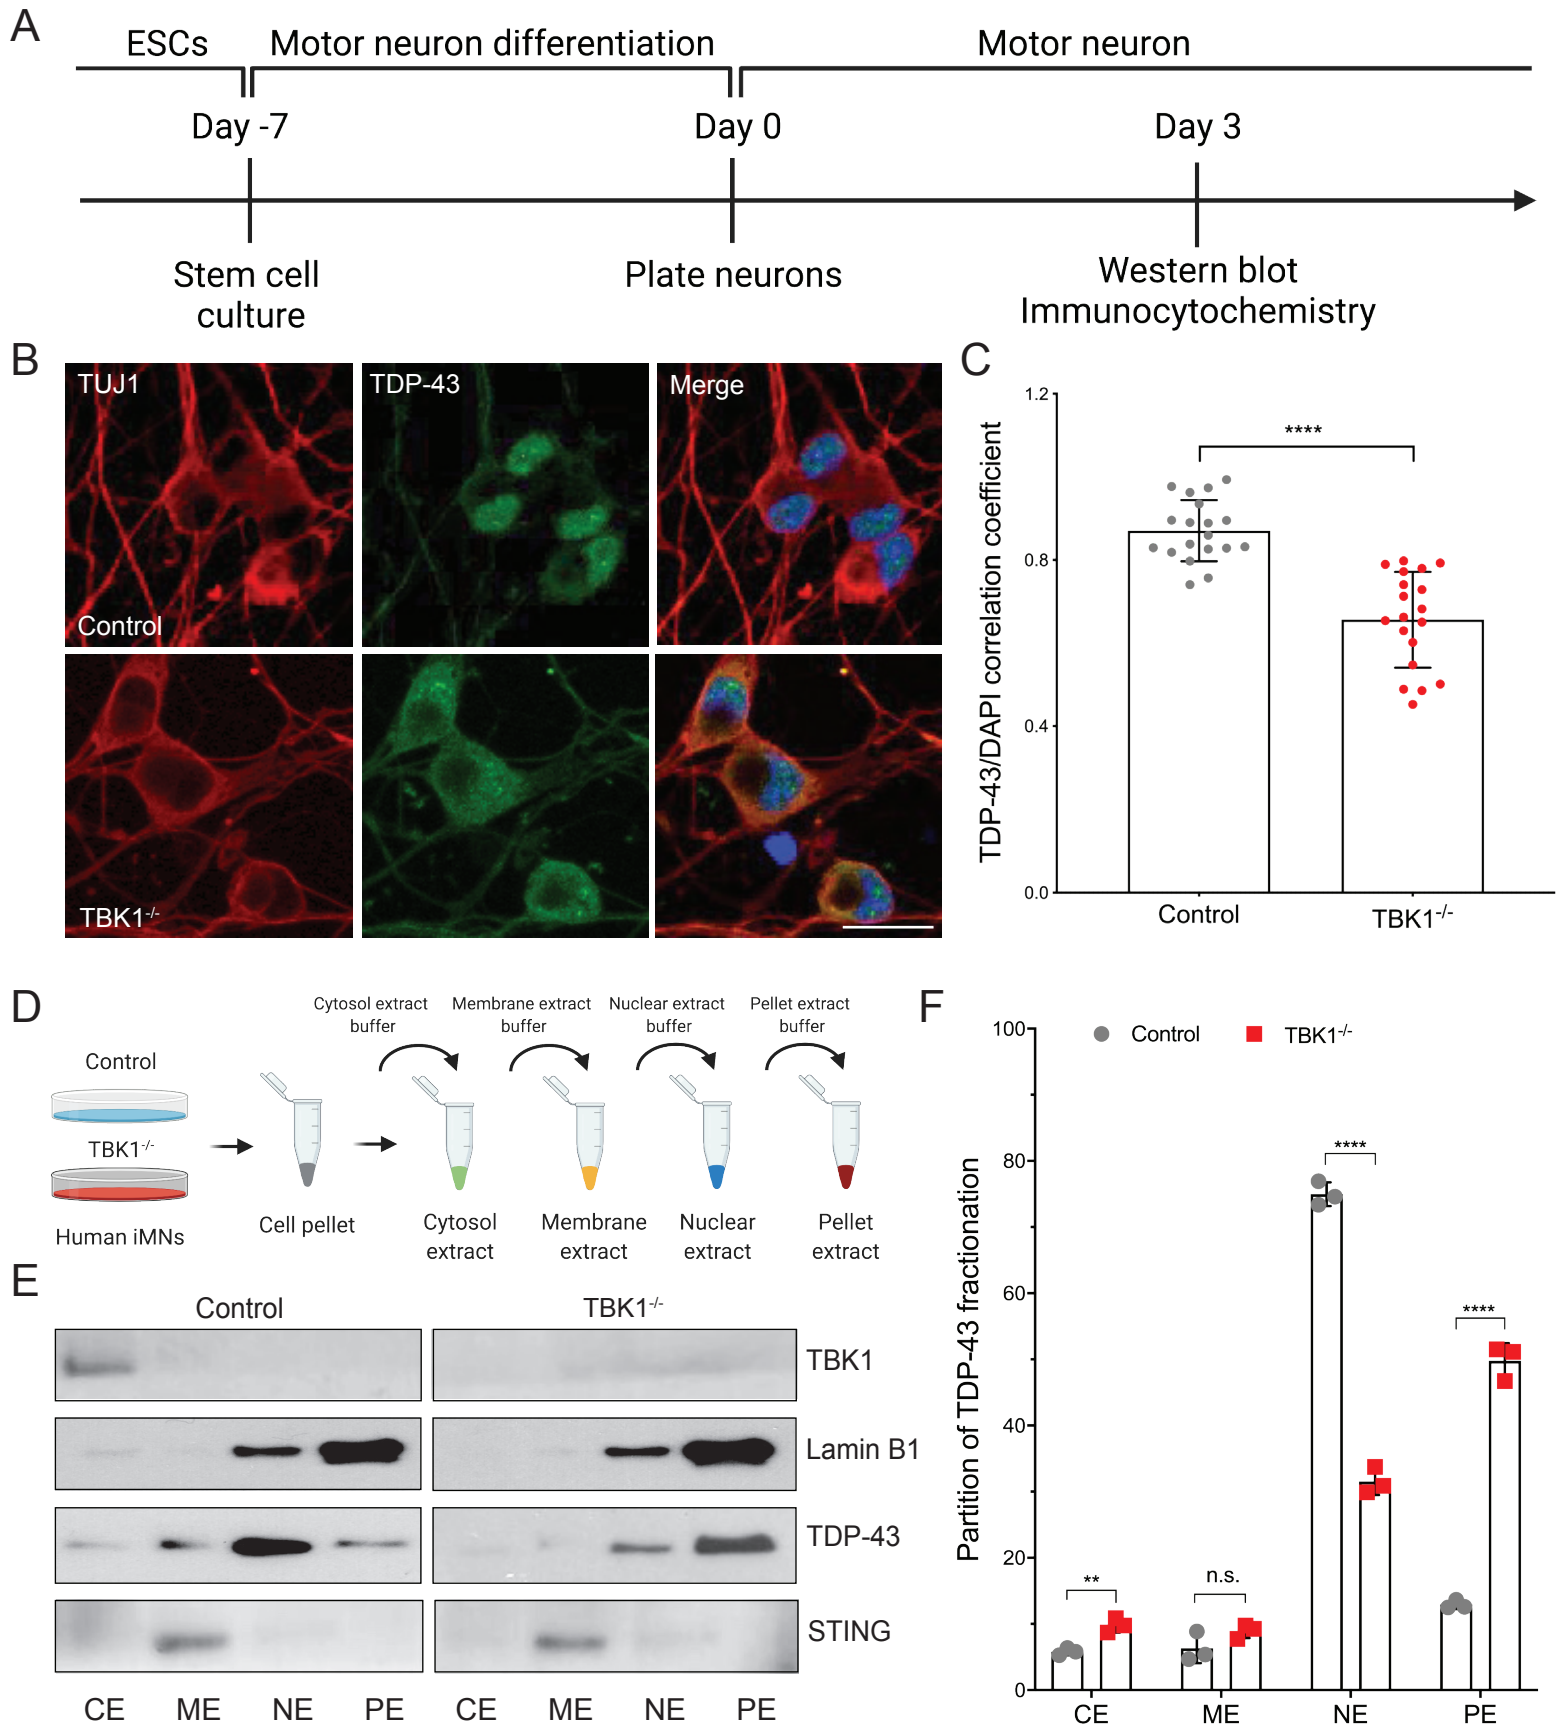 A
ESCs
Motor neuron differentiation
Motor neuron
Day -7
Day 0
Day 3
Stem cell
culture
Plate neurons
Western blot
Immunocytochemistry
B
TUJ1
TDP-43
Merge
Control
TBK1-/-
C
1.2
0.8
0.4
0.0
TDP-43/DAPI correlation coefficient
****
Control
TBK1-/-
D
Control
TBK1-/-
Human iMNs
Cell pellet
Cytosol extract
buffer
Membrane extract
buffer
Nuclear extract
buffer
Pellet extract
buffer
Cytosol
extract
Membrane
extract
Nuclear
extract
Pellet
extract
E
Control
TBK1-/-
TBK1
Lamin B1
TDP-43
STING
CE ME NE PE CE ME NE PE
F
Control
TBK1-/-
100
80
60
40
20
0
Partition of TDP-43 fractionation
**
n.s.
****
****
CE ME NE PE